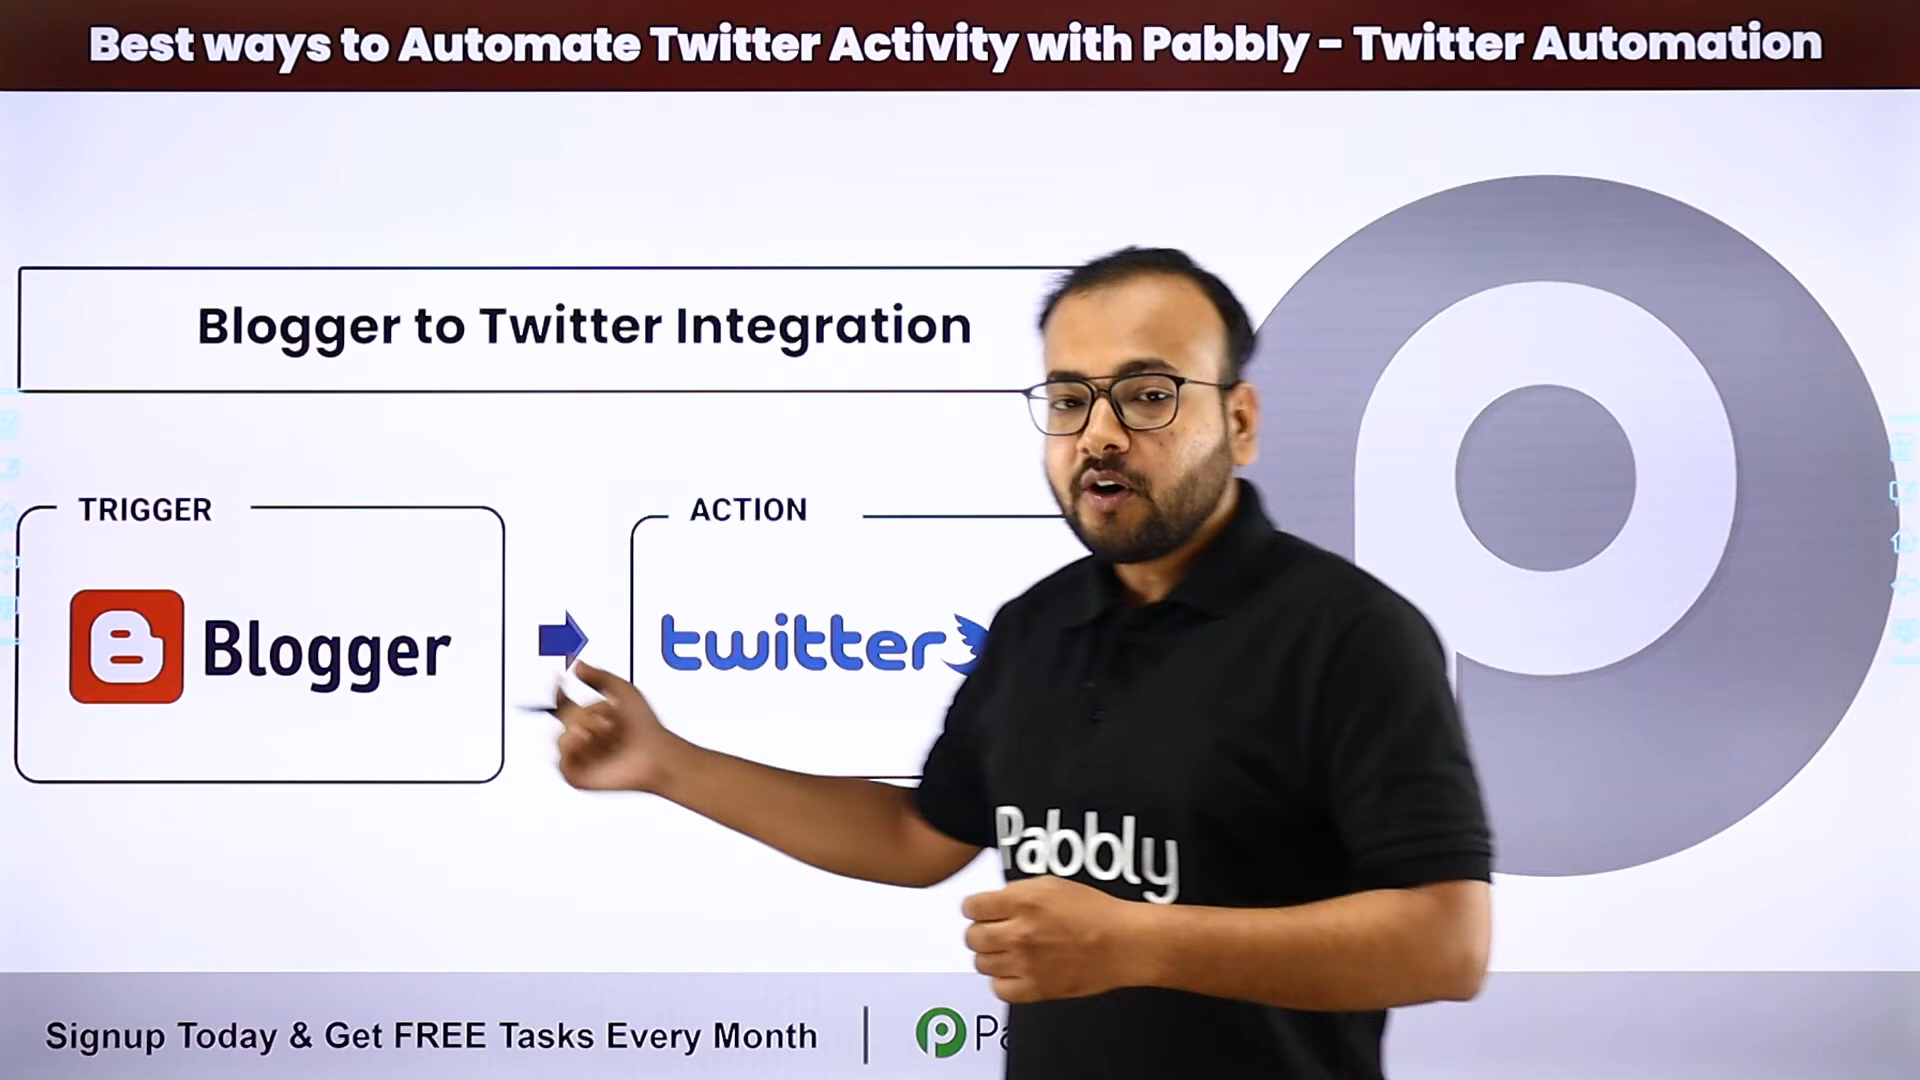 Best ways to Automate Twitter Activity with Pabbly - Twitter Automation
Blogger to Twitter Integration
TRIGGER
ACTION
Blogger
twitter
Pabbly
Signup Today & Get FREE Tasks Every Month